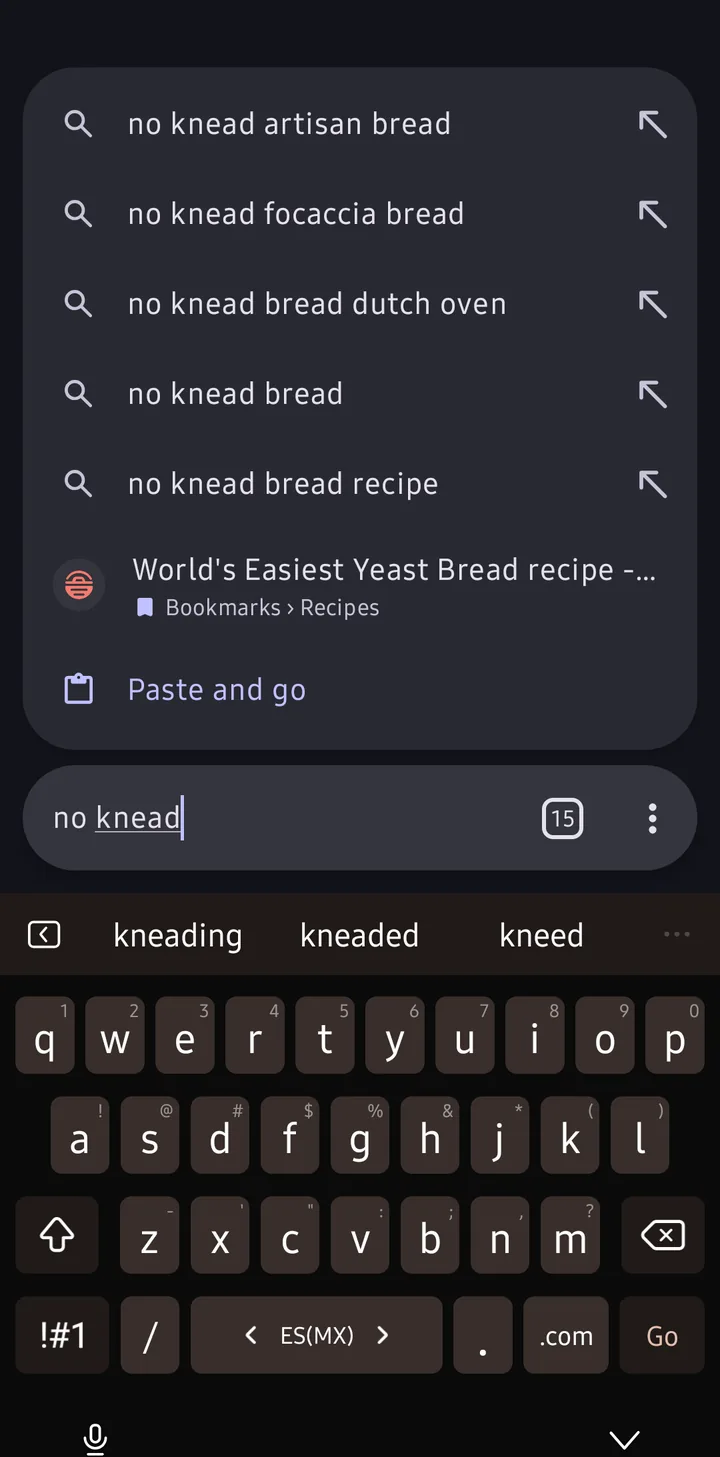 no knead artisan bread
no knead focaccia bread
no knead bread dutch oven
no knead bread
no knead bread recipe
World's Easiest Yeast Bread recipe -...
Bookmarks › Recipes
Paste and go
no knead
15
kneading kneaded kneed ...
1 2 3 4 5 6 7 8 9 0
q w e r t y u i o p
! @ # $ % & * ( )
a s d f g h j k l
- ' " : ; , ?
z x c v b n m
!#1 / < ES(MX) > . .com Go